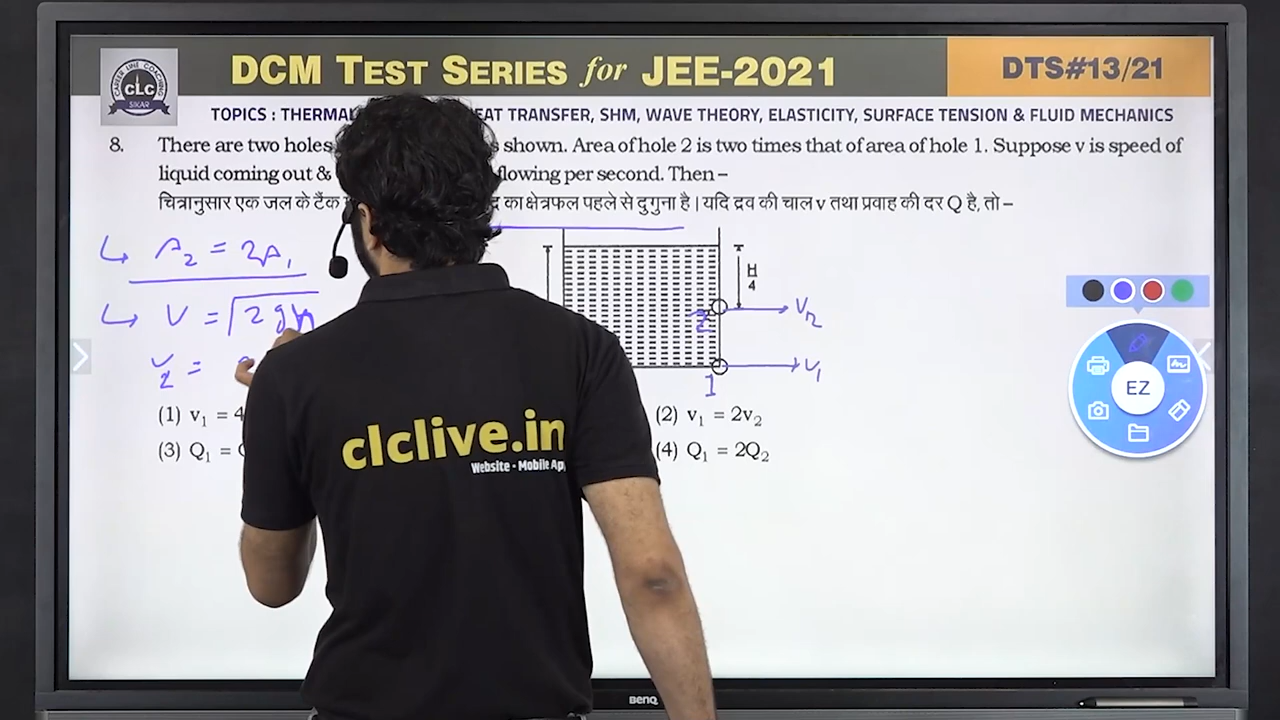 CAREER LINE COACHING
CLC
SIKAR
DCM TEST SERIES for JEE-2021
DTS#13/21
TOPICS : THERMAL EAT TRANSFER, SHM, WAVE THEORY, ELASTICITY, SURFACE TENSION & FLUID MECHANICS
8. There are two holes s shown. Area of hole 2 is two times that of area of hole 1. Suppose v is speed of
liquid coming out & flowing per second. Then –
चित्रानुसार एक जल के टैंक का क्षेत्रफल पहले से दुगुना है। यदि द्रव की चाल v तथा प्रवाह की दर Q है, तो –
↳ A₂ = 2A₁
H/4
↳ V = √2gh
2 → V₂
V₂ =
1 → V₁
(1) v₁ = 4
(2) v₁ = 2v₂
(3) Q₁ =
(4) Q₁ = 2Q₂
EZ
clclive.in
Website - Mobile App
BenQ